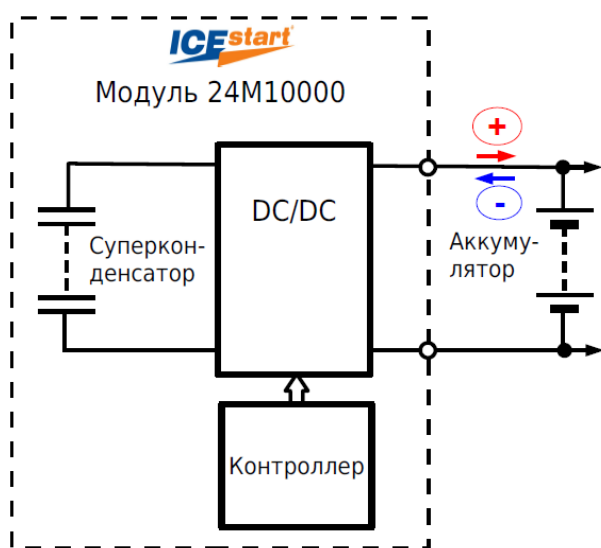 ICEstart
Модуль 24М10000
+
DC/DC
-
Суперкон-
денсатор
Аккуму-
лятор
Контроллер